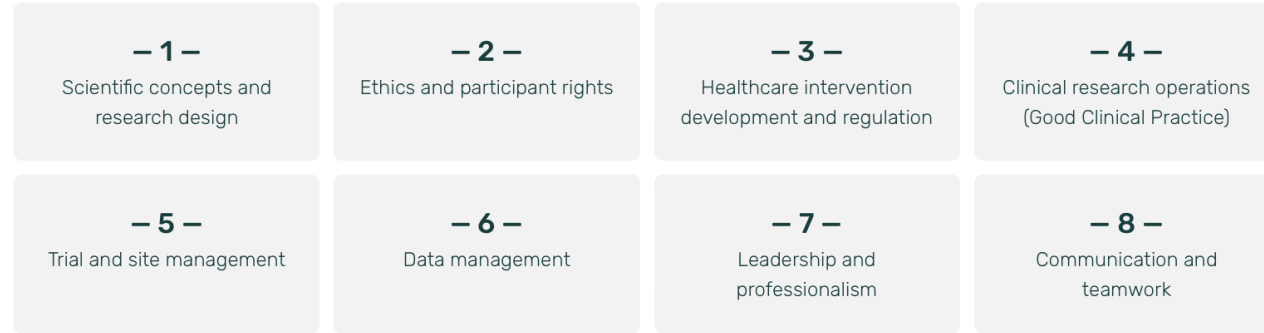 – 1 –
Scientific concepts and
research design
– 2 –
Ethics and participant rights
– 3 –
Healthcare intervention
development and regulation
– 4 –
Clinical research operations
(Good Clinical Practice)
– 5 –
Trial and site management
– 6 –
Data management
– 7 –
Leadership and
professionalism
– 8 –
Communication and
teamwork